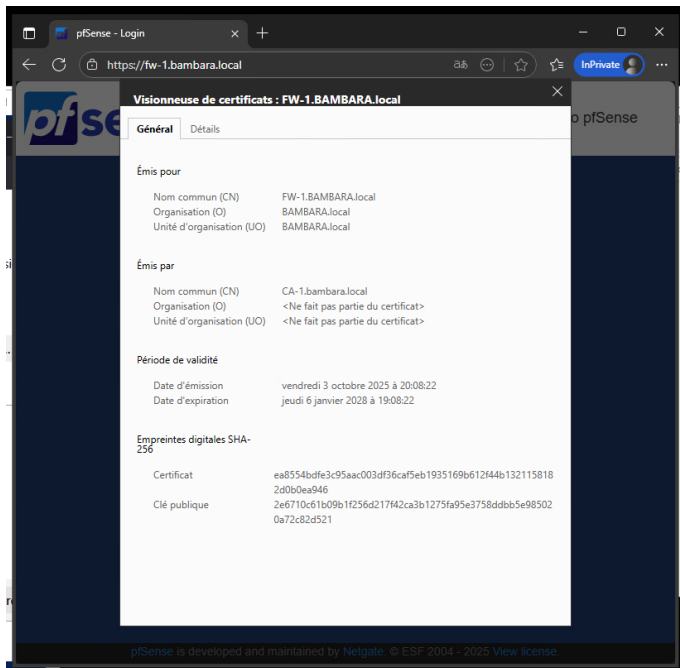 pfSense - Login
https://fw-1.bambara.local
InPrivate
pfSe
o pfSense
Visionneuse de certificats : FW-1.BAMBARA.local
Général Détails
Émis pour
Nom commun (CN) FW-1.BAMBARA.local
Organisation (O) BAMBARA.local
Unité d'organisation (UO) BAMBARA.local
Émis par
Nom commun (CN) CA-1.bambara.local
Organisation (O) <Ne fait pas partie du certificat>
Unité d'organisation (UO) <Ne fait pas partie du certificat>
Période de validité
Date d'émission vendredi 3 octobre 2025 à 20:08:22
Date d'expiration jeudi 6 janvier 2028 à 19:08:22
Empreintes digitales SHA-
256
Certificat ea8554bdfe3c95aac003df36caf5eb1935169b612f44b132115818
2d0b0ea946
Clé publique 2e6710c61b09b1f256d217f42ca3b1275fa95e3758ddbb5e98502
0a72c82d521
pfSense is developed and maintained by Netgate. © ESF 2004 - 2025 View license.